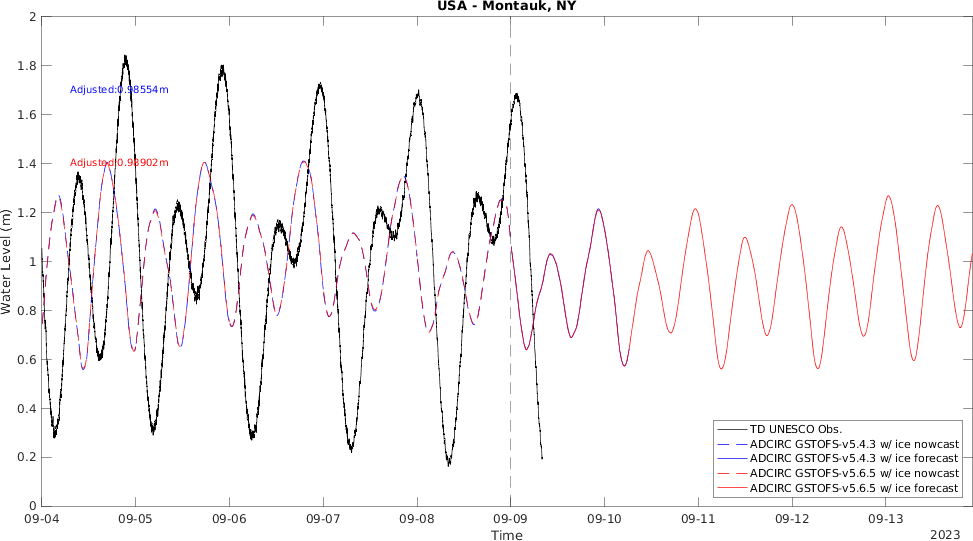 USA - Montauk, NY
2
1.8
1.6
1.4
1.2
1
0.8
0.6
0.4
0.2
0
Water Level (m)
Adjusted:0.98554m
Adjusted:0.98902m
TD UNESCO Obs.
ADCIRC GSTOFS-v5.4.3 w/ ice nowcast
ADCIRC GSTOFS-v5.4.3 w/ ice forecast
ADCIRC GSTOFS-v5.6.5 w/ ice nowcast
ADCIRC GSTOFS-v5.6.5 w/ ice forecast
09-04 09-05 09-06 09-07 09-08 09-09 09-10 09-11 09-12 09-13
Time
2023